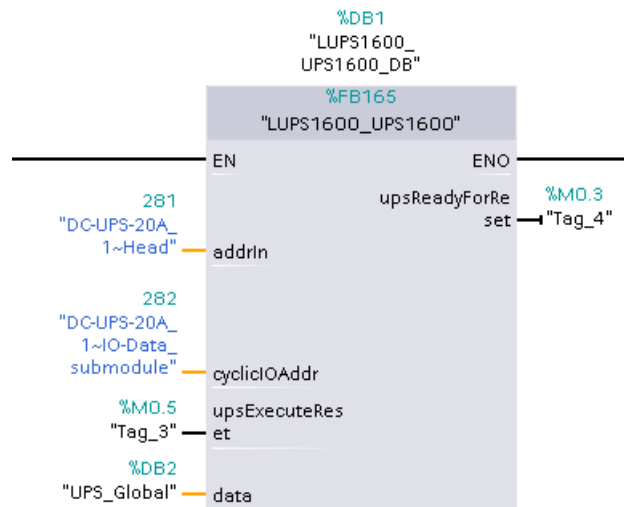 %DB1
"LUPS1600_
UPS1600_DB"
%FB165
"LUPS1600_UPS1600"
EN
ENO
281
"DC-UPS-20A_
1~Head"
addrIn
upsReadyForRe
set
%M0.3
"Tag_4"
282
"DC-UPS-20A_
1~IO-Data_
submodule"
cyclicIOAddr
%M0.5
"Tag_3"
upsExecuteRes
et
%DB2
"UPS_Global"
data